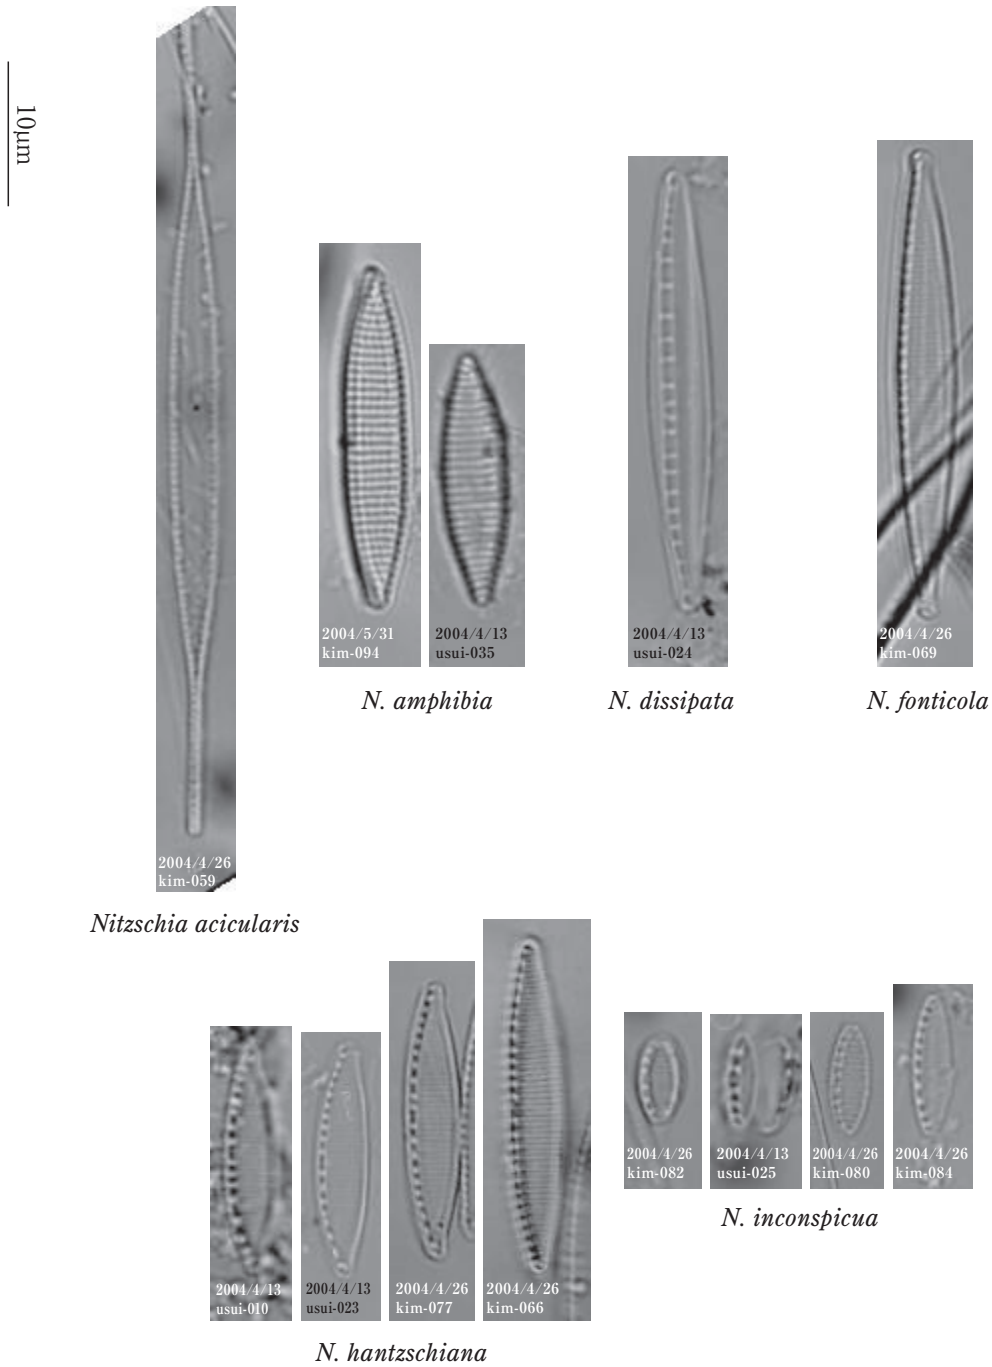 10μm
2004/5/31
kim-094
2004/4/13
usui-035
N. amphibia
2004/4/13
usui-024
N. dissipata
2004/4/26
kim-069
N. fonticola
2004/4/26
kim-059
Nitzschia acicularis
2004/4/13
usui-010
2004/4/13
usui-023
2004/4/26
kim-077
2004/4/26
kim-066
N. hantzschiana
2004/4/26
kim-082
2004/4/13
usui-025
2004/4/26
kim-080
2004/4/26
kim-084
N. inconspicua